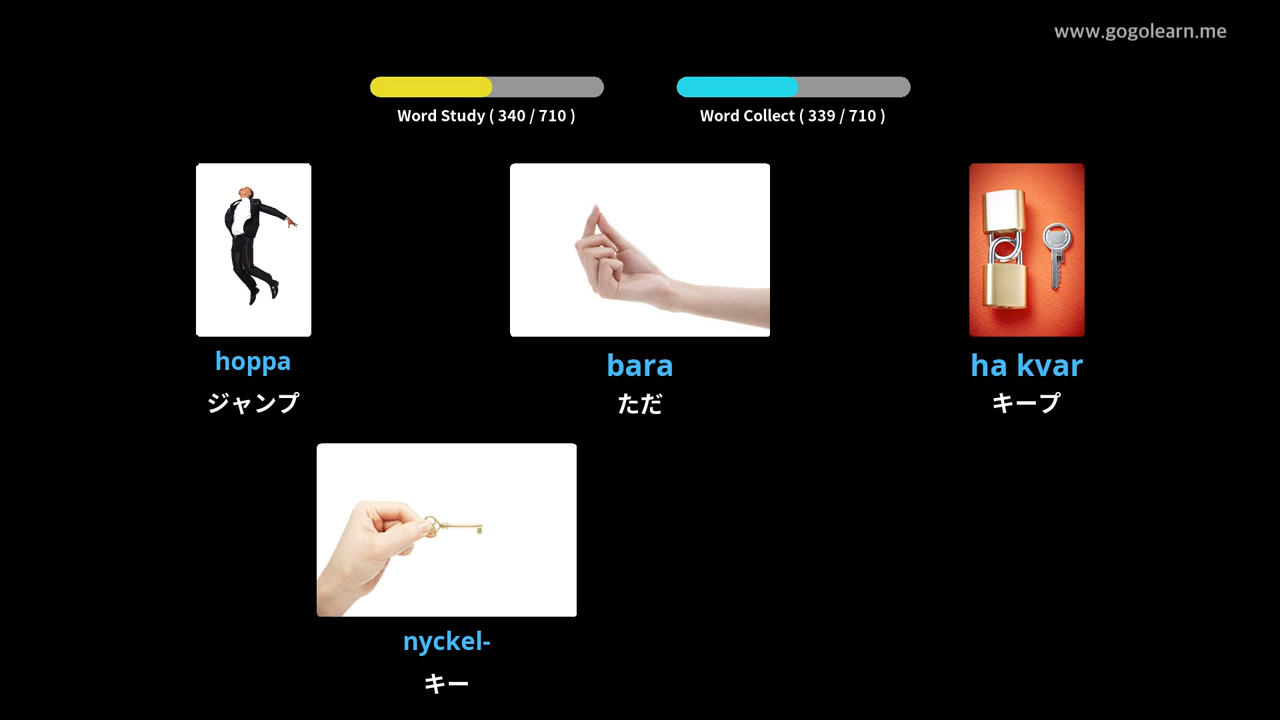 www.gogolearn.me
Word Study ( 340 / 710 )
Word Collect ( 339 / 710 )
hoppa
ジャンプ
bara
ただ
ha kvar
キープ
nyckel-
キー